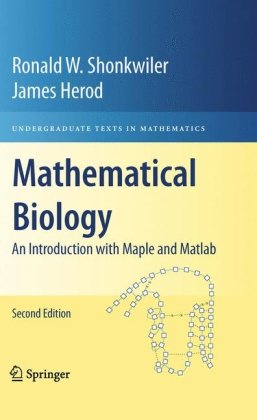 Ronald W. Shonkwiler
James Herod
UNDERGRADUATE TEXTS IN MATHEMATICS
Mathematical
Biology
An Introduction with Maple and Matlab
Second Edition
Springer